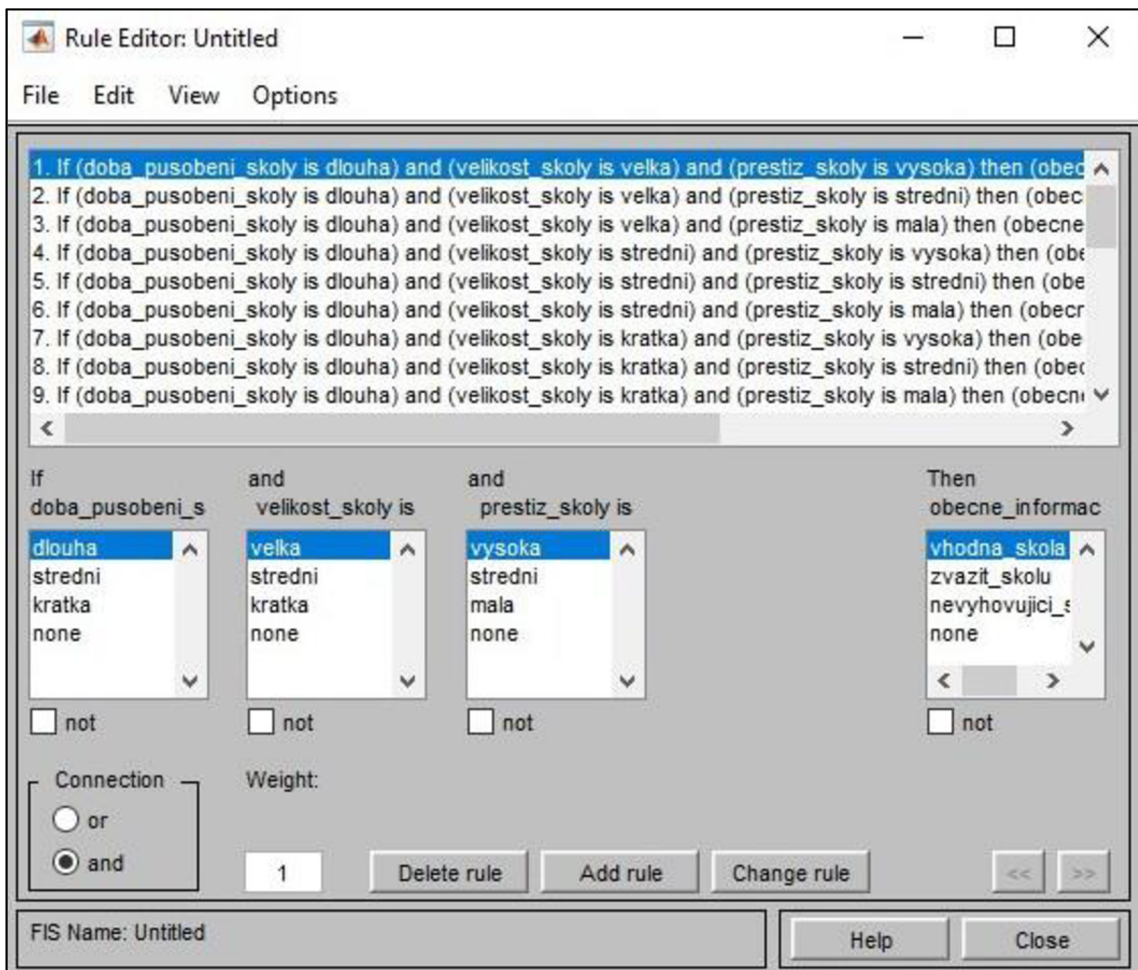 Rule Editor: Untitled
File Edit View Options
1. If (doba_pusobeni_skoly is dlouha) and (velikost_skoly is velka) and (prestiz_skoly is vysoka) then (obec
2. If (doba_pusobeni_skoly is dlouha) and (velikost_skoly is velka) and (prestiz_skoly is stredni) then (obec
3. If (doba_pusobeni_skoly is dlouha) and (velikost_skoly is velka) and (prestiz_skoly is mala) then (obecne
4. If (doba_pusobeni_skoly is dlouha) and (velikost_skoly is stredni) and (prestiz_skoly is vysoka) then (obe
5. If (doba_pusobeni_skoly is dlouha) and (velikost_skoly is stredni) and (prestiz_skoly is stredni) then (obe
6. If (doba_pusobeni_skoly is dlouha) and (velikost_skoly is stredni) and (prestiz_skoly is mala) then (obecn
7. If (doba_pusobeni_skoly is dlouha) and (velikost_skoly is kratka) and (prestiz_skoly is vysoka) then (obe
8. If (doba_pusobeni_skoly is dlouha) and (velikost_skoly is kratka) and (prestiz_skoly is stredni) then (obec
9. If (doba_pusobeni_skoly is dlouha) and (velikost_skoly is kratka) and (prestiz_skoly is mala) then (obecn
If and and Then
doba_pusobeni_s velikost_skoly is prestiz_skoly is obecne_informac
dlouha velka vysoka vhodna_skola
stredni stredni stredni zvazit_skolu
kratka kratka mala nevyhovujici_s
none none none none
not not not not
Connection Weight:
or
and 1 Delete rule Add rule Change rule << >>
FIS Name: Untitled Help Close